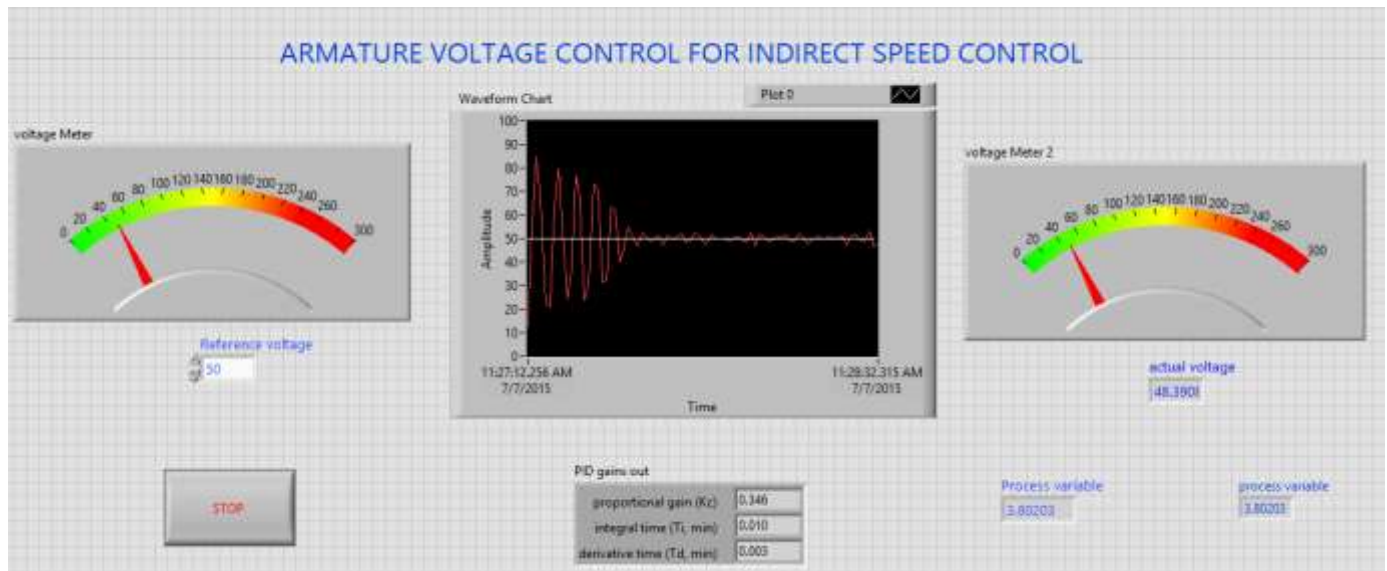 ARMATURE VOLTAGE CONTROL FOR INDIRECT SPEED CONTROL
Waveform Chart
Plot 0
voltage Meter
0 20 40 60 80 100 120 140 160 180 200 220 240 260 300
Amplitude
100
90
80
70
60
50
40
30
20
10
0
11:27:12.256 AM
7/7/2015
11:28:32.315 AM
7/7/2015
Time
voltage Meter 2
0 20 40 60 80 100 120 140 160 180 200 220 240 260 300
Reference voltage
50
actual voltage
STOP
PID gains out
proportional gain (Kc) 0.346
integral time (Ti, min) 0.010
derivative time (Td, min) 0.003
Process variable
3.80203
process variable
3.80203